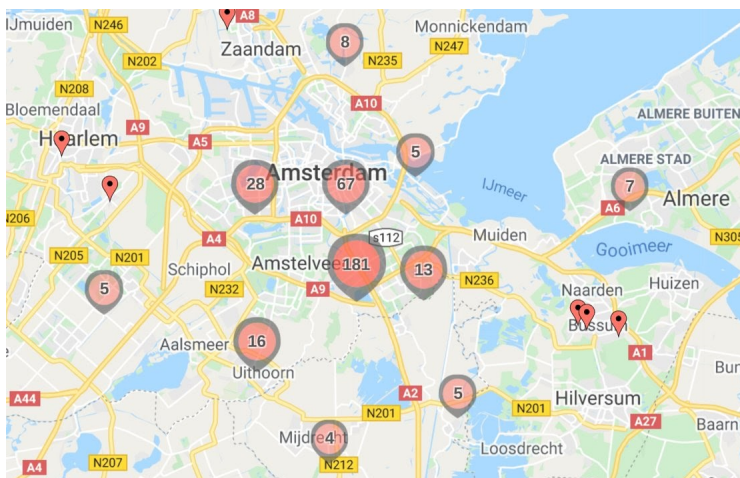 IJmuiden
N246
A8
Monnickendam
8
Zaandam
N247
N202
N235
N208
A10
Bloemendaal
ALMERE BUITEN
A9
Haarlem
A5
5
ALMERE STAD
Amsterdam
28
67
IJmeer
7
Almere
A6
N206
A10
s112
A4
Muiden
N305
Gooimeer
N205
N201
Schiphol
Amstelveen
181
13
N236
Huizen
5
N232
A9
Naarden
Bussum
Aalsmeer
16
A1
Uithoorn
A44
A2
5
Hilversum
N201
N201
A27
Baarn
Mijdrecht
4
Loosdrecht
A4
N207
N212